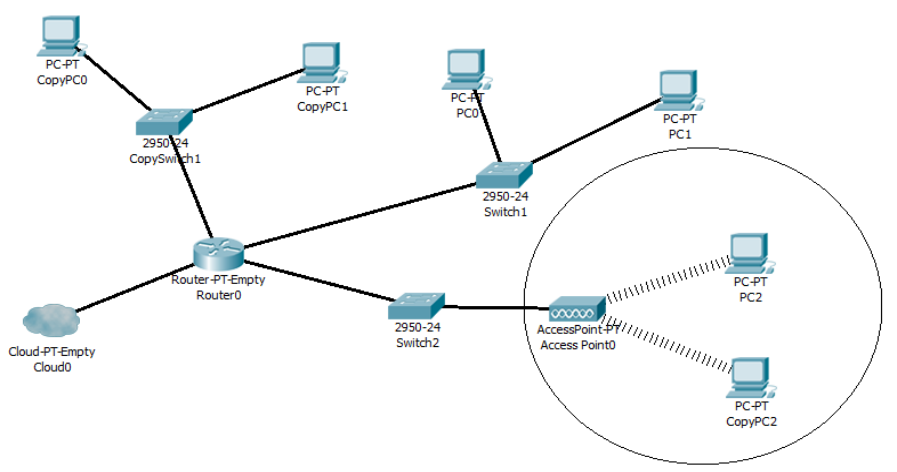 PC-PT
CopyPC0
PC-PT
CopyPC1
PC-PT
PC0
PC-PT
PC1
2950-24
CopySwitch1
2950-24
Switch1
Router-PT-Empty
Router0
PC-PT
PC2
2950-24
Switch2
AccessPoint-PT
Access Point0
Cloud-PT-Empty
Cloud0
PC-PT
CopyPC2